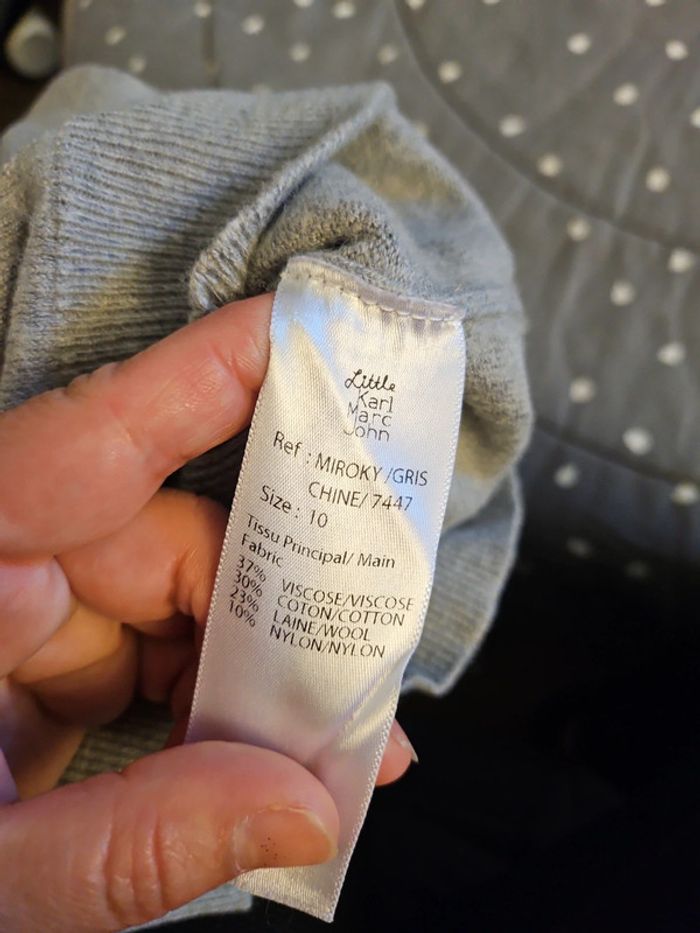 Little
Karl
Marc
John
Ref : MIROKY /GRIS
CHINE/ 7447
Size : 10
Tissu Principal/ Main
Fabric
37% VISCOSE/VISCOSE
30% COTON/COTTON
23% LAINE/WOOL
10% NYLON/NYLON